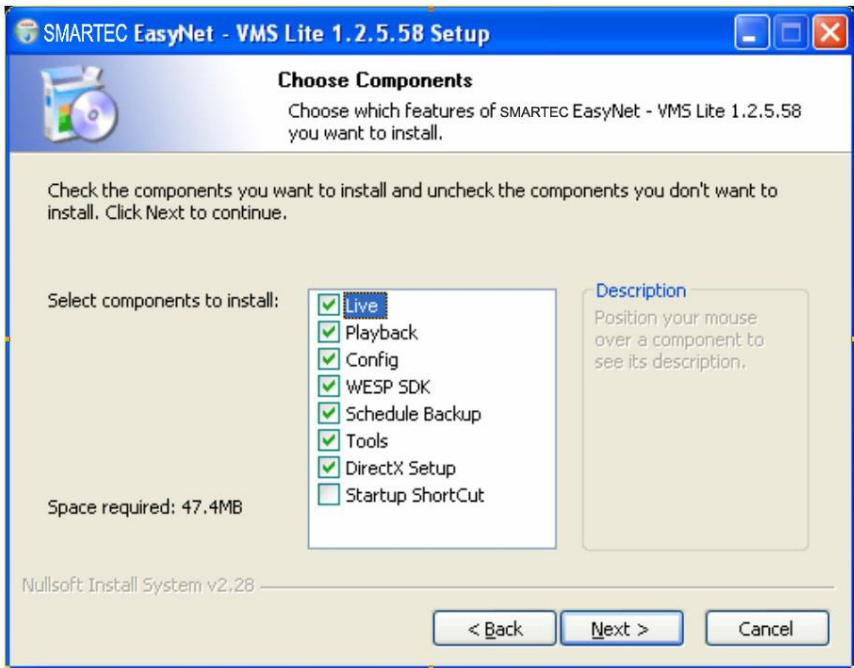 SMARTEC EasyNet - VMS Lite 1.2.5.58 Setup
Choose Components
Choose which features of SMARTEC EasyNet - VMS Lite 1.2.5.58
you want to install.
Check the components you want to install and uncheck the components you don't want to
install. Click Next to continue.
Select components to install:
Live
Playback
Config
WESP SDK
Schedule Backup
Tools
DirectX Setup
Startup ShortCut
Description
Position your mouse
over a component to
see its description.
Space required: 47.4MB
Nullsoft Install System v2.28
< Back
Next >
Cancel